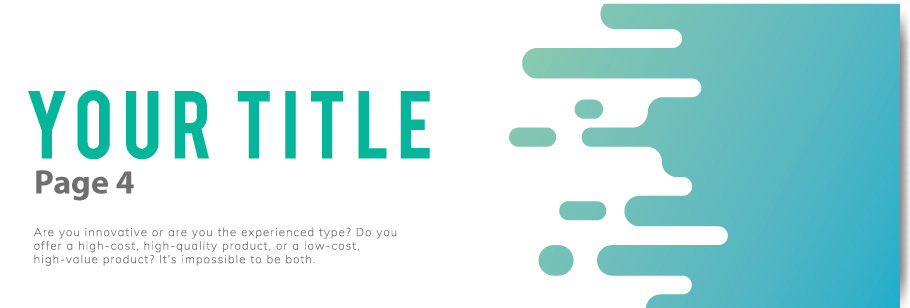 YOUR TITLE
Page 4
Are you innovative or are you the experienced type? Do you
offer a high-cost, high-quality product, or a low-cost,
high-value product? It's impossible to be both.